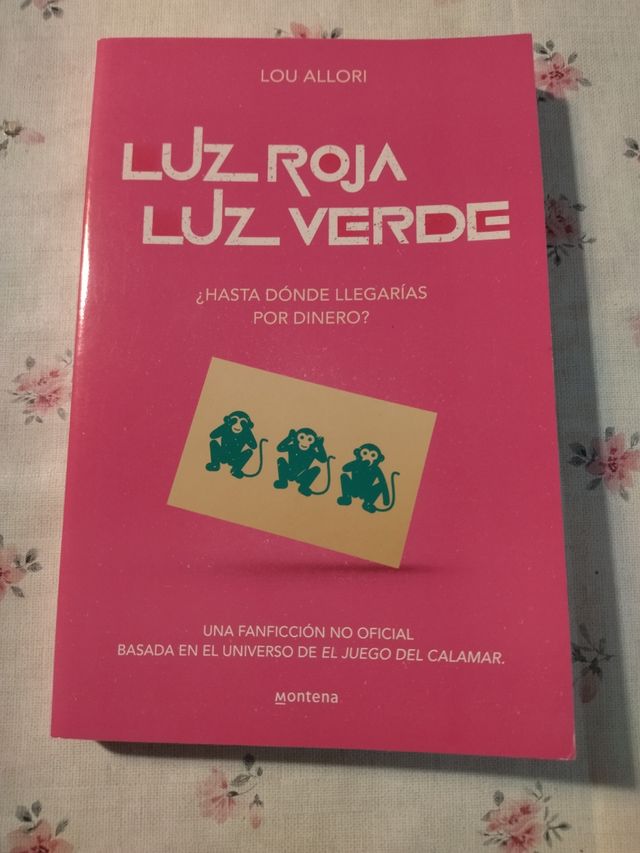 LOU ALLORI
LUZ ROJA
LUZ VERDE
¿HASTA DÓNDE LLEGARÍAS
POR DINERO?
UNA FANFICCIÓN NO OFICIAL
BASADA EN EL UNIVERSO DE EL JUEGO DEL CALAMAR.
Montena